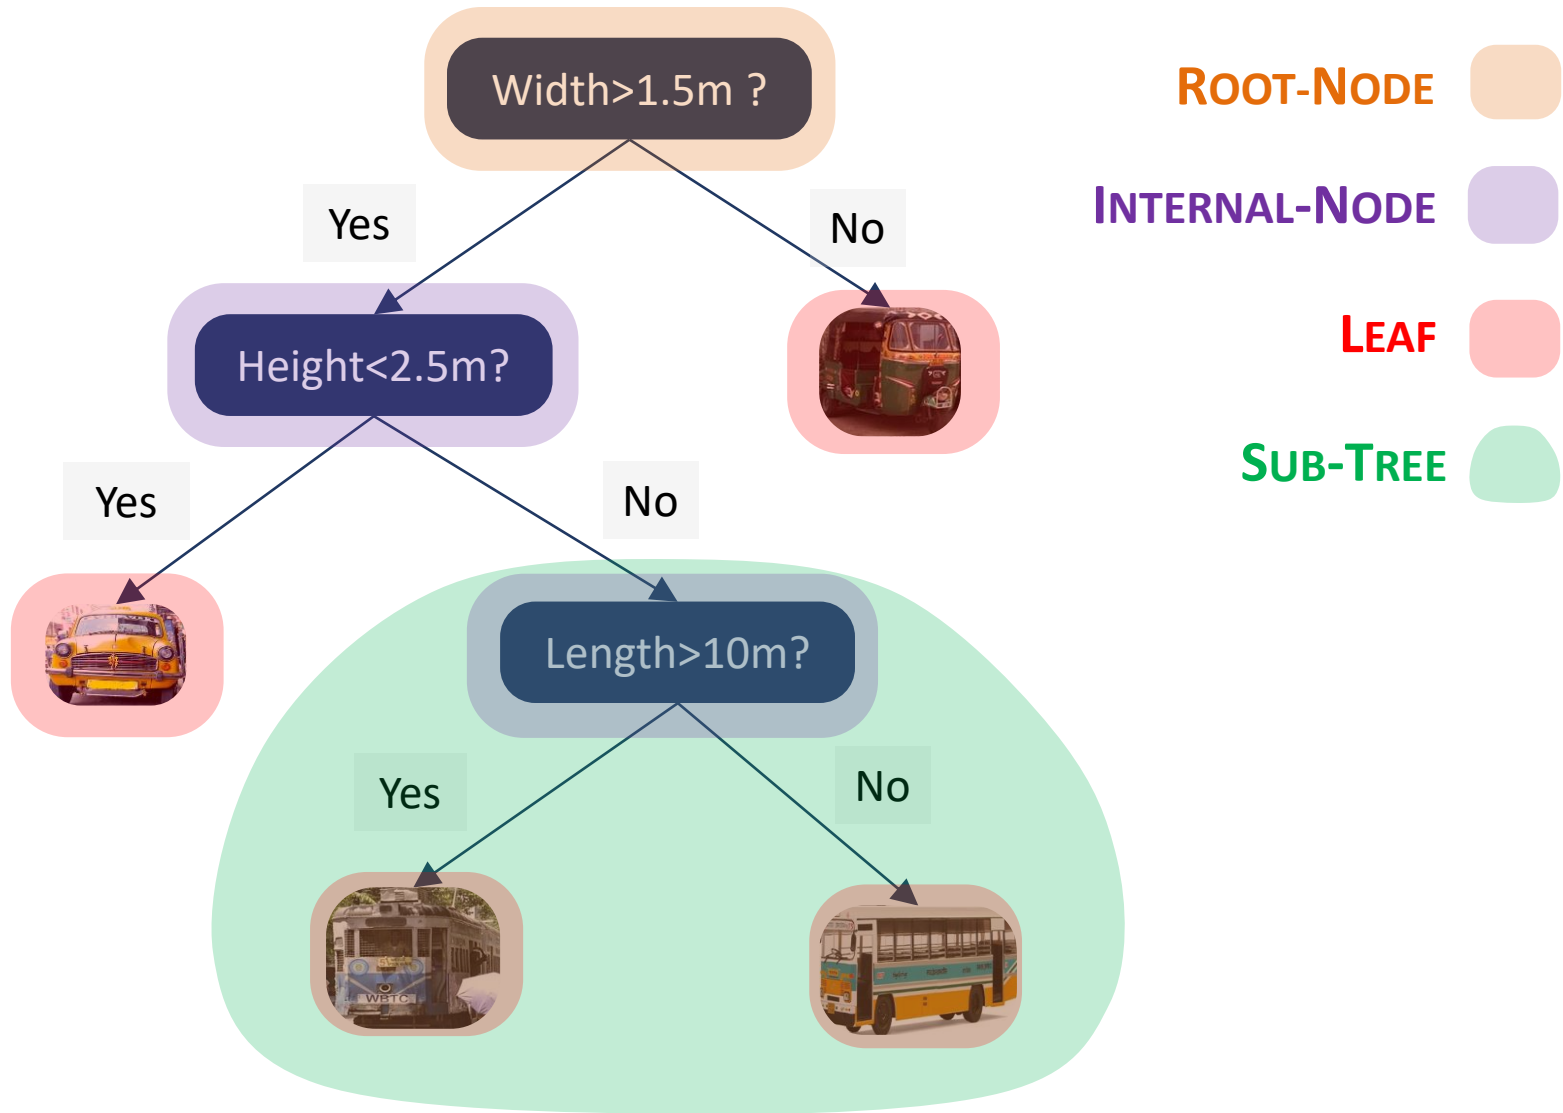 Width>1.5m ?
ROOT-NODE
INTERNAL-NODE
Yes
No
LEAF
Height<2.5m?
SUB-TREE
Yes
No
Length>10m?
Yes
No
WBTC